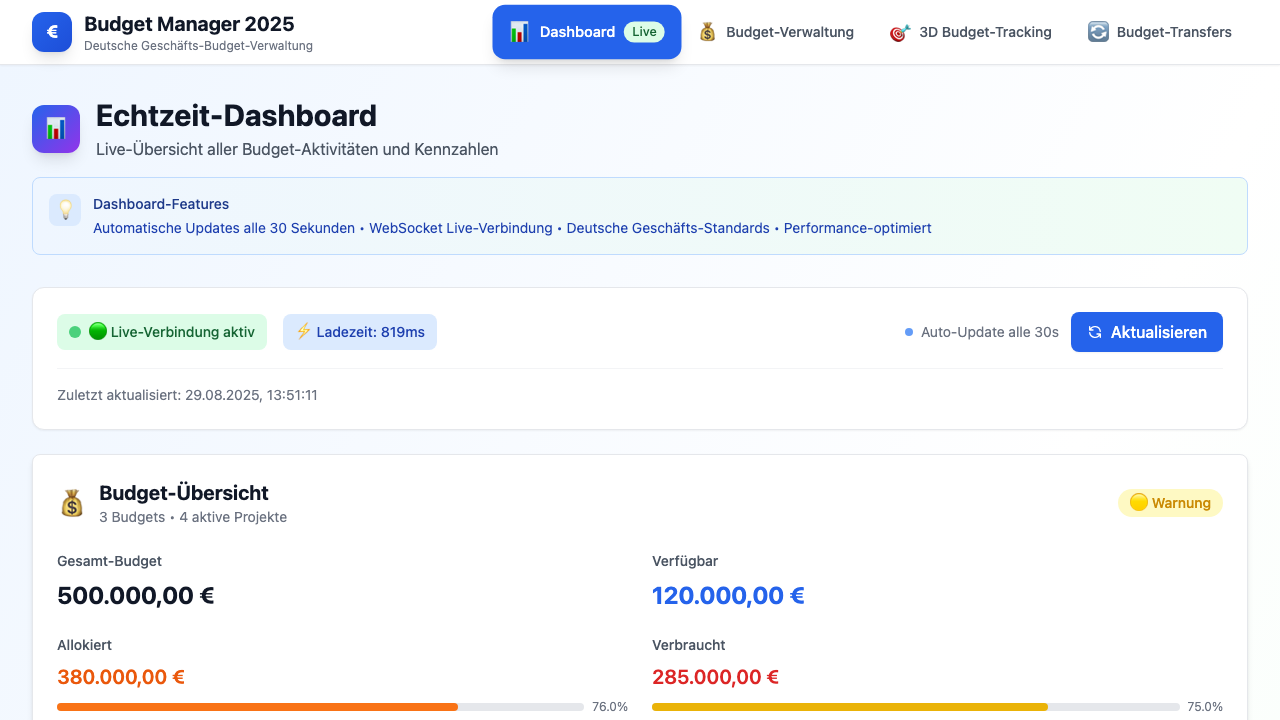 €
Budget Manager 2025
Deutsche Geschäfts-Budget-Verwaltung
Dashboard Live
Budget-Verwaltung
3D Budget-Tracking
Budget-Transfers
Echtzeit-Dashboard
Live-Übersicht aller Budget-Aktivitäten und Kennzahlen
Dashboard-Features
Automatische Updates alle 30 Sekunden • WebSocket Live-Verbindung • Deutsche Geschäfts-Standards • Performance-optimiert
Live-Verbindung aktiv
Ladezeit: 819ms
Auto-Update alle 30s
Aktualisieren
Zuletzt aktualisiert: 29.08.2025, 13:51:11
Budget-Übersicht
3 Budgets • 4 aktive Projekte
Warnung
Gesamt-Budget
500.000,00 €
Verfügbar
120.000,00 €
Allokiert
380.000,00 €
76.0%
Verbraucht
285.000,00 €
75.0%